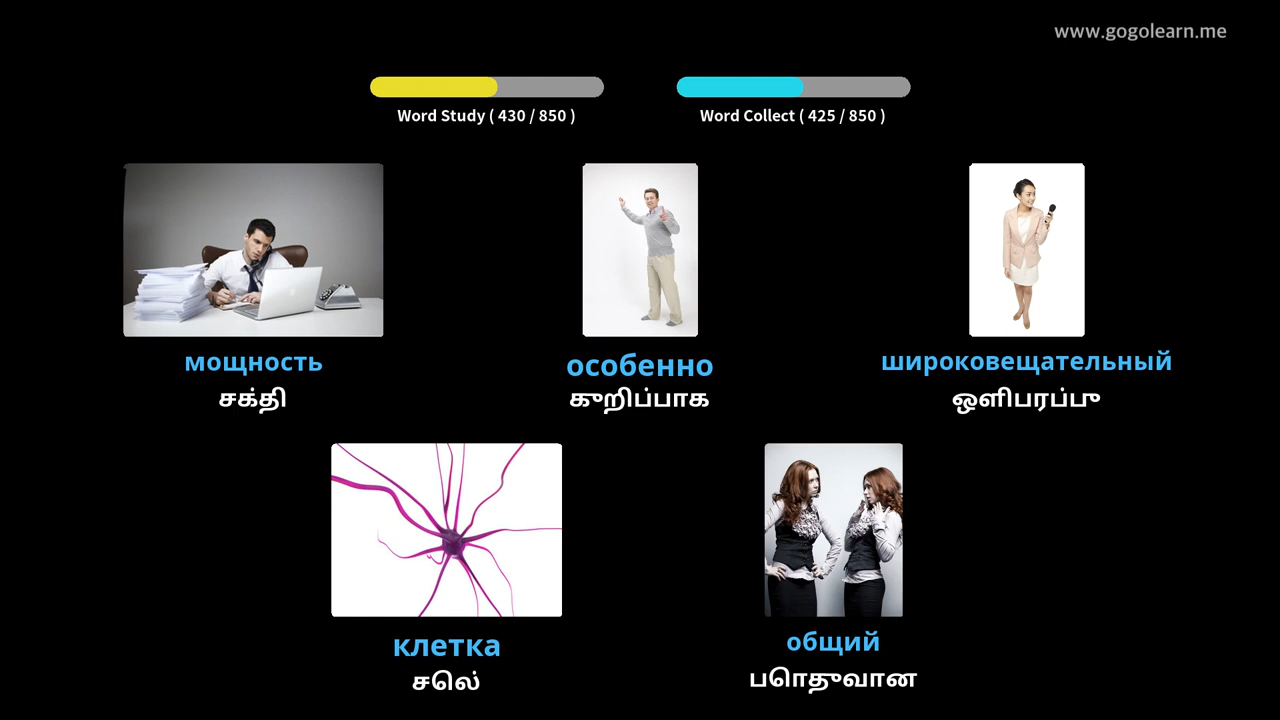 www.gogolearn.me
Word Study ( 430 / 850 )
Word Collect ( 425 / 850 )
мощность
சக்தி
особенно
குறிப்பாக
широковещательный
ஒளிபரப்பு
клетка
செல்
общий
பொதுவான